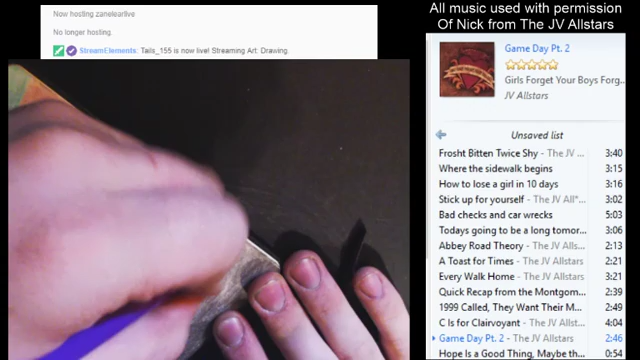 Now hosting zanelearlive
No longer hosting.
StreamElements: Tails_155 is now live! Streaming Art: Drawing.
All music used with permission
Of Nick from The JV Allstars
Game Day Pt. 2
Girls Forget Your Boys Forg...
JV Allstars
Unsaved list
Frosht Bitten Twice Shy - The JV ... 3:40
Where the sidewalk begins 3:15
How to lose a girl in 10 days 3:16
Stick up for yourself - The JV All*... 3:02
Bad checks and car wrecks 5:03
Todays going to be a long tomor... 3:06
Abbey Road Theory - The JV Alls... 2:13
A Toast for Times - The JV Allstars 2:21
Every Walk Home - The JV Allstars 3:21
Quick Recap from the Montgom... 2:39
1999 Called, They Want Their M... 2:49
C Is for Clairvoyant - The JV Allst... 4:04
Game Day Pt. 2 - The JV Allstars 2:46
Hope Is a Good Thing, Maybe th... 0:54